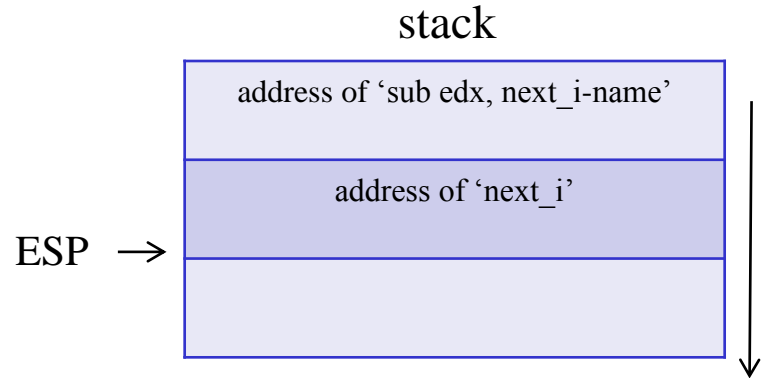 stack
address of ‘sub edx, next_i-name’
address of ‘next_i’
ESP